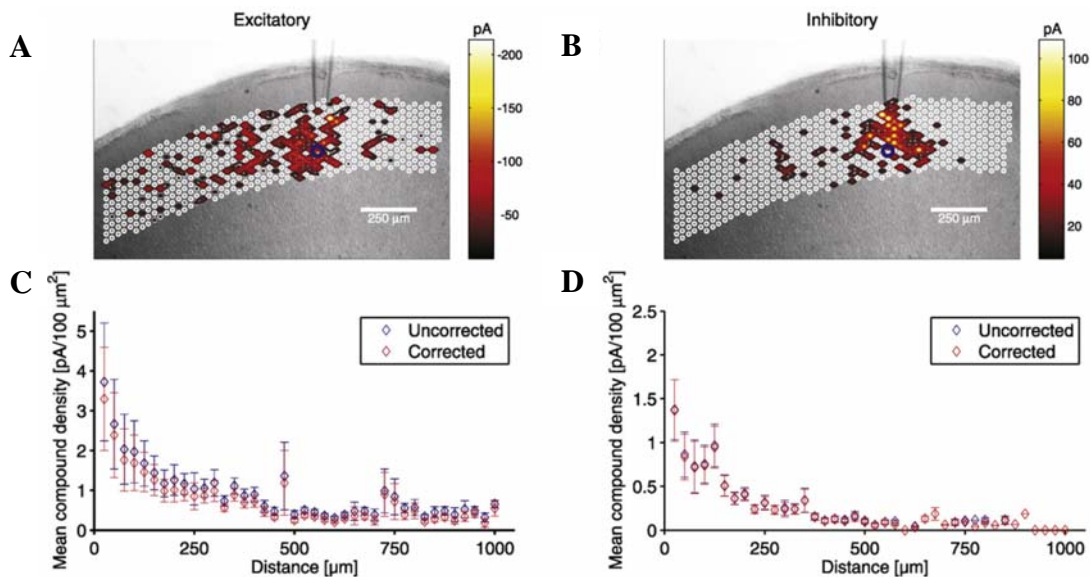 A
Excitatory
pA
-200
-150
-100
-50
250 µm
B
Inhibitory
pA
100
80
60
40
20
250 µm
C
Mean compound density [pA/100 µm²]
5
4
3
2
1
0
Uncorrected
Corrected
0
250
500
750
1000
Distance [µm]
D
Mean compound density [pA/100 µm²]
2.5
2
1.5
1
0.5
0
Uncorrected
Corrected
0
250
500
750
1000
Distance [µm]